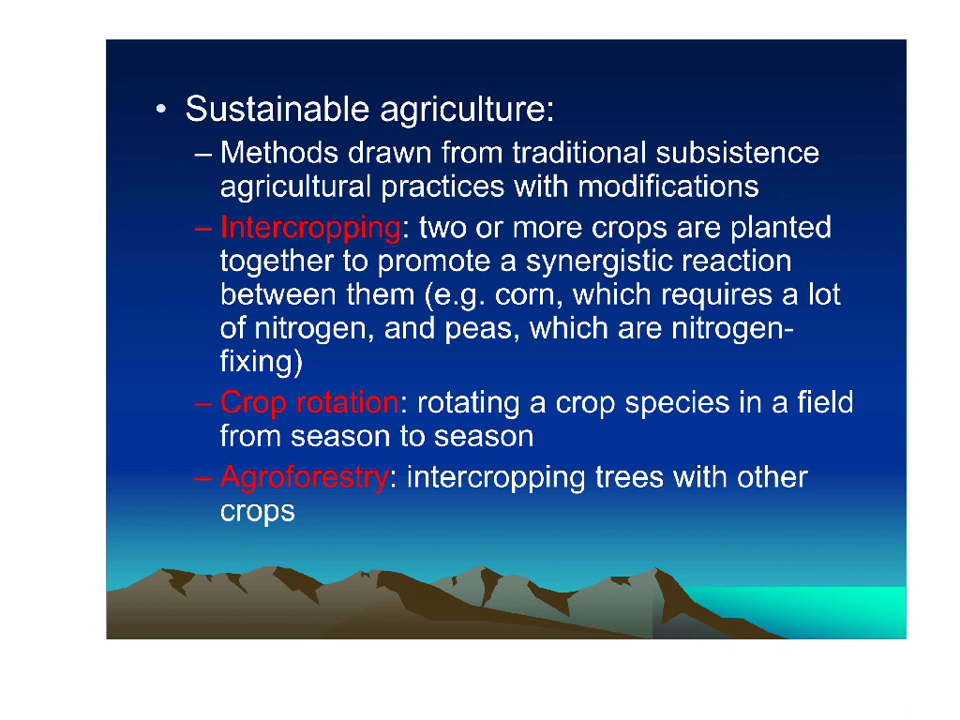 • Sustainable agriculture:
– Methods drawn from traditional subsistence
agricultural practices with modifications
– Intercropping: two or more crops are planted
together to promote a synergistic reaction
between them (e.g. corn, which requires a lot
of nitrogen, and peas, which are nitrogen-
fixing)
– Crop rotation: rotating a crop species in a field
from season to season
– Agroforestry: intercropping trees with other
crops